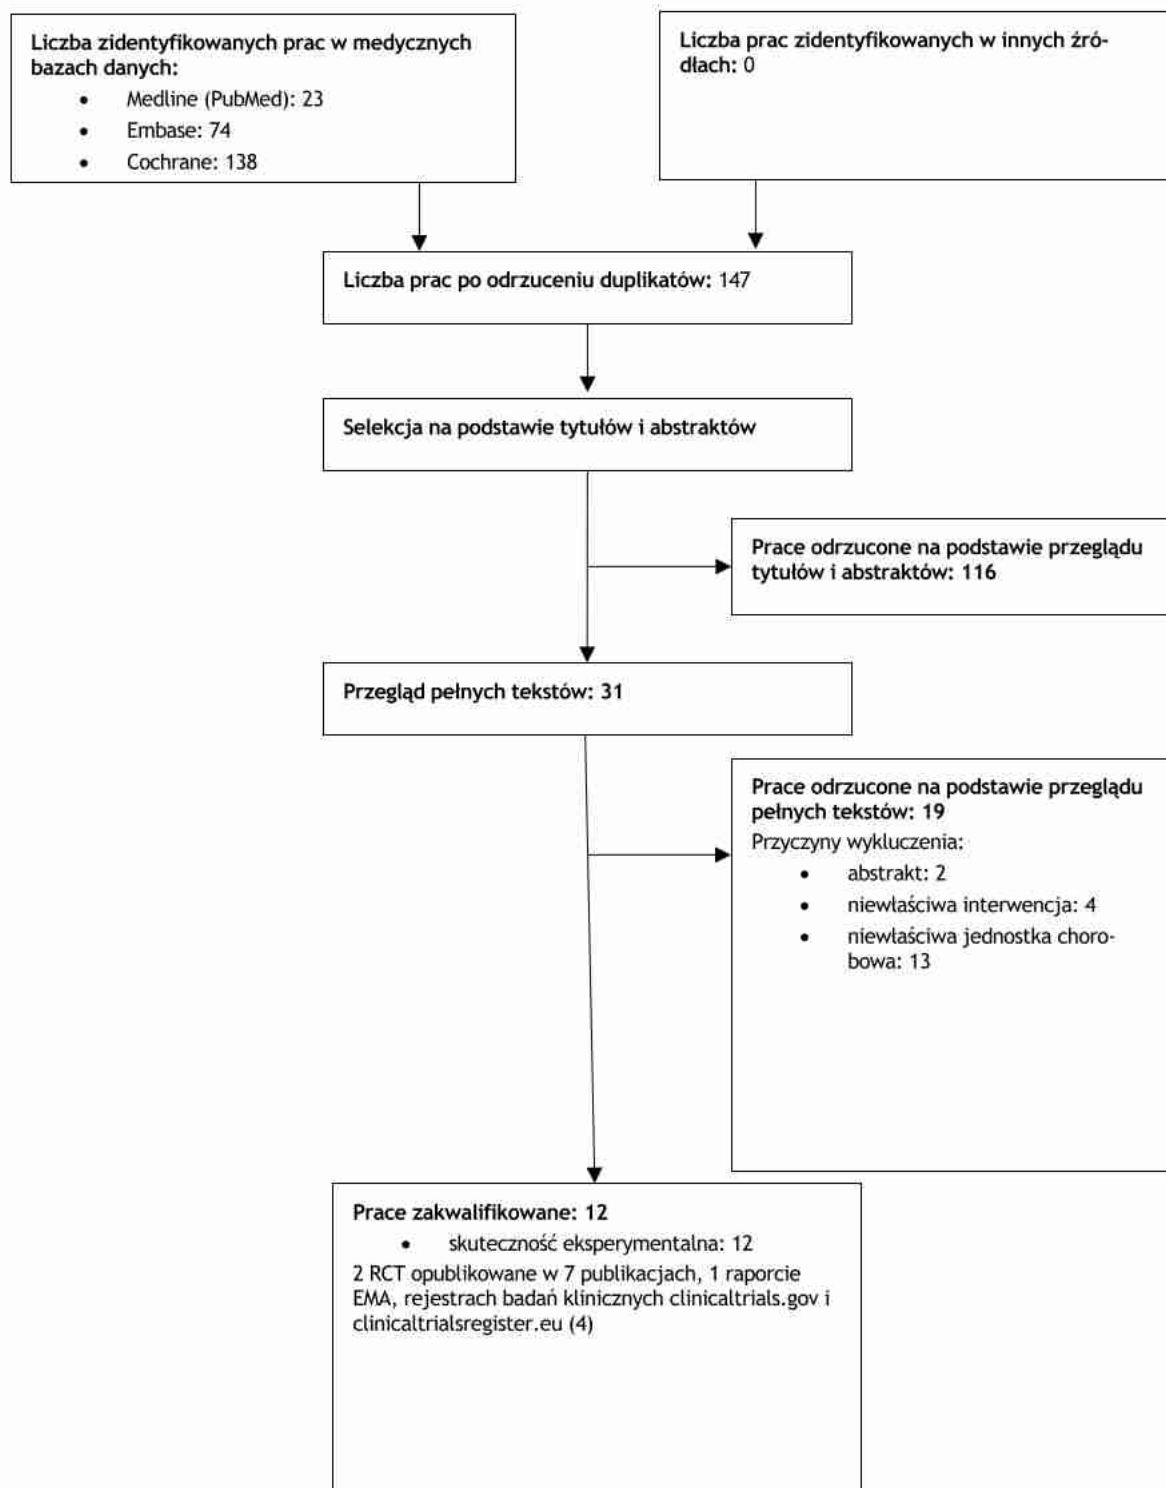 Liczba zidentyfikowanych prac w medycznych
bazach danych:
• Medline (PubMed): 23
• Embase: 74
• Cochrane: 138
Liczba prac zidentyfikowanych w innych źró-
dłach: 0
Liczba prac po odrzuceniu duplikatów: 147
Selekcja na podstawie tytułów i abstraktów
Prace odrzucone na podstawie przeglądu
tytułów i abstraktów: 116
Przegląd pełnych tekstów: 31
Prace odrzucone na podstawie przeglądu
pełnych tekstów: 19
Przyczyny wykluczenia:
• abstrakt: 2
• niewłaściwa interwencja: 4
• niewłaściwa jednostka choro-
bowa: 13
Prace zakwalifikowane: 12
• skuteczność eksperymentalna: 12
2 RCT opublikowane w 7 publikacjach, 1 raporcie
EMA, rejestrach badań klinicznych clinicaltrials.gov i
clinicaltrialsregister.eu (4)